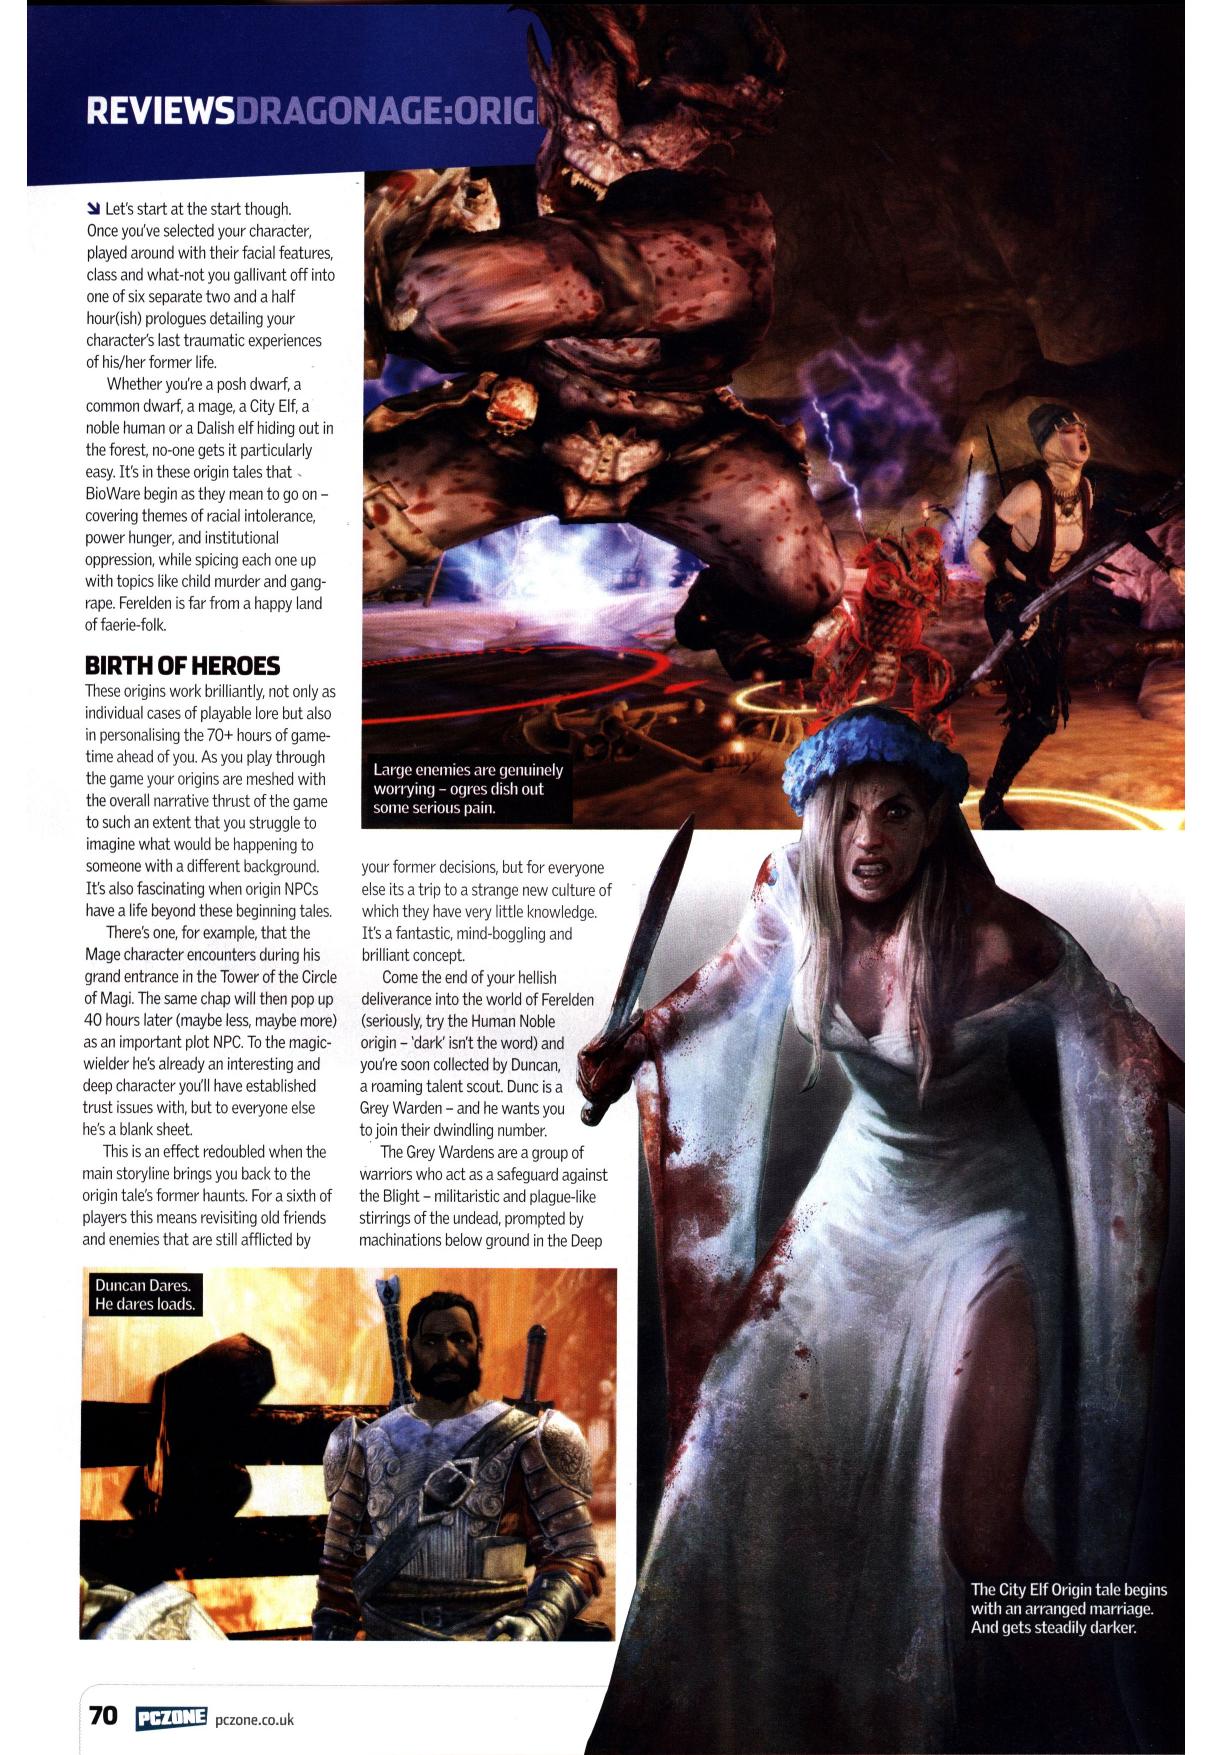 REVIEWSDRAGONAGE:ORIG
Let's start at the start though.
Once you've selected your character,
played around with their facial features,
class and what-not you gallivant off into
one of six separate two and a half
hour(ish) prologues detailing your
character's last traumatic experiences
of his/her former life.
Whether you're a posh dwarf, a
common dwarf, a mage, a City Elf, a
noble human or a Dalish elf hiding out in
the forest, no-one gets it particularly
easy. It's in these origin tales that
BioWare begin as they mean to go on –
covering themes of racial intolerance,
power hunger, and institutional
oppression, while spicing each one up
with topics like child murder and gang-
rape. Ferelden is far from a happy land
of faerie-folk.
BIRTH OF HEROES
These origins work brilliantly, not only as
individual cases of playable lore but also
in personalising the 70+ hours of game-
time ahead of you. As you play through
the game your origins are meshed with
the overall narrative thrust of the game
to such an extent that you struggle to
imagine what would be happening to
someone with a different background.
It's also fascinating when origin NPCs
have a life beyond these beginning tales.
There's one, for example, that the
Mage character encounters during his
grand entrance in the Tower of the Circle
of Magi. The same chap will then pop up
40 hours later (maybe less, maybe more)
as an important plot NPC. To the magic-
wielder he's already an interesting and
deep character you'll have established
trust issues with, but to everyone else
he's a blank sheet.
This is an effect redoubled when the
main storyline brings you back to the
origin tale's former haunts. For a sixth of
players this means revisiting old friends
and enemies that are still afflicted by
Large enemies are genuinely
worrying – ogres dish out
some serious pain.
your former decisions, but for everyone
else its a trip to a strange new culture of
which they have very little knowledge.
It's a fantastic, mind-boggling and
brilliant concept.
Come the end of your hellish
deliverance into the world of Ferelden
(seriously, try the Human Noble
origin – 'dark' isn't the word) and
you're soon collected by Duncan,
a roaming talent scout. Dunc is a
Grey Warden – and he wants you
to join their dwindling number.
The Grey Wardens are a group of
warriors who act as a safeguard against
the Blight – militaristic and plague-like
stirrings of the undead, prompted by
machinations below ground in the Deep
Duncan Dares.
He dares loads.
The City Elf Origin tale begins
with an arranged marriage.
And gets steadily darker.
70 PCZONE pczone.co.uk